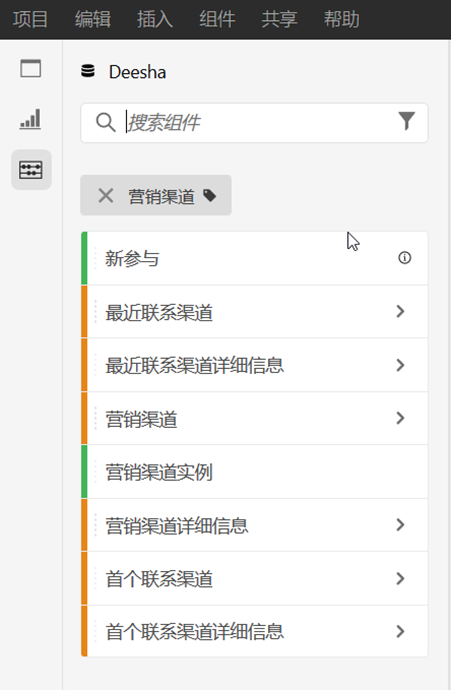 项目 编辑 插入 组件 共享 帮助
Deesha
搜索组件
营销渠道
新参与
最近联系渠道
最近联系渠道详细信息
营销渠道
营销渠道实例
营销渠道详细信息
首个联系渠道
首个联系渠道详细信息